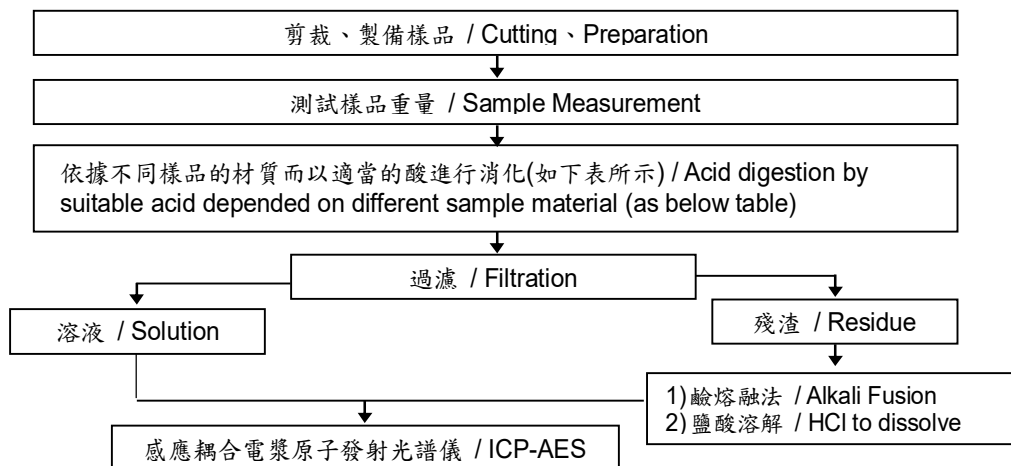 剪裁、製備樣品 / Cutting、Preparation
測試樣品重量 / Sample Measurement
依據不同樣品的材質而以適當的酸進行消化(如下表所示) / Acid digestion by
suitable acid depended on different sample material (as below table)
過濾 / Filtration
溶液 / Solution
殘渣 / Residue
1)鹼熔融法 / Alkali Fusion
2)鹽酸溶解 / HCl to dissolve
感應耦合電漿原子發射光譜儀 / ICP-AES